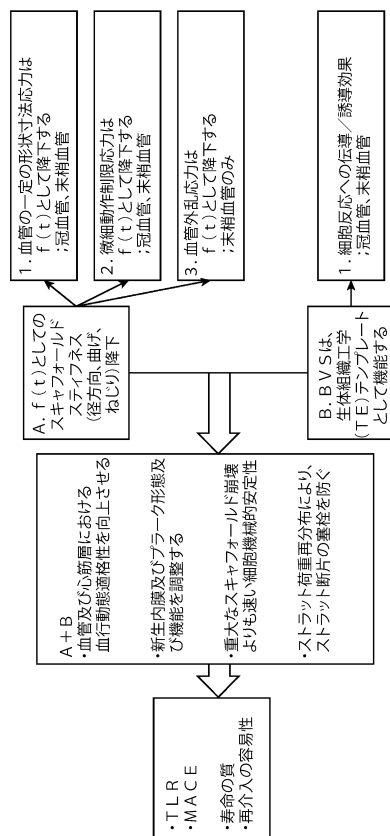 A. f(t)としての
スキャフォールド
スティフネス
(径方向、曲げ、
ねじり)降下
1. 血管の一定の形状寸法応力は
f(t)として降下する
;冠血管、末梢血管
2. 微細動作制限応力は
f(t)として降下する
;冠血管、末梢血管
3. 血管外乱応力は
f(t)として降下する
;末梢血管のみ
B. BVSは、
生体組織工学
(TE)テンプレート
として機能する
1. 細胞反応への伝導/誘導効果
;冠血管、末梢血管
A+B
・血管及び心筋層における
血行動態適格性を向上させる
・新生内膜及びプラーク形態及
び機能を調整する
・重大なスキャフォールド崩壊
よりも速い細胞機械的安定性
・ストラット荷重再分布により、
ストラット断片の塞栓を防ぐ
・TLR
・MACE
・寿命の質
・再介入の容易性